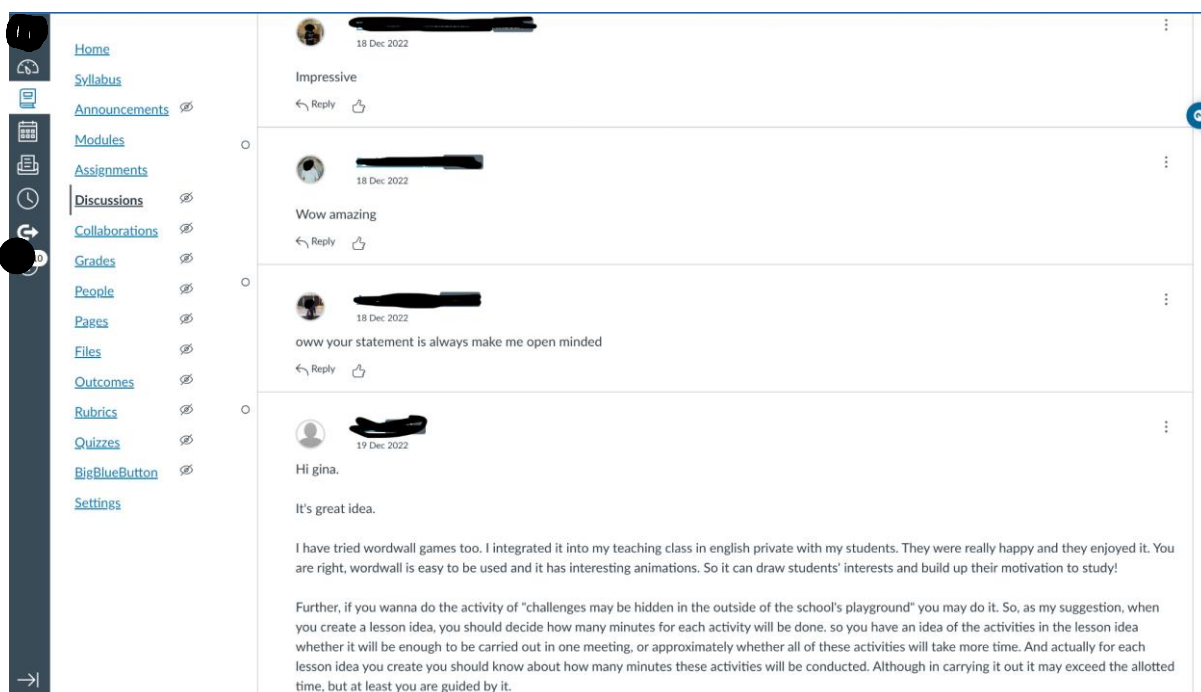 Home
Syllabus
Announcements
Modules
Assignments
Discussions
Collaborations
Grades
People
Pages
Files
Outcomes
Rubrics
Quizzes
BigBlueButton
Settings
18 Dec 2022
Impressive
Reply
18 Dec 2022
Wow amazing
Reply
18 Dec 2022
oww your statement is always make me open minded
Reply
19 Dec 2022
Hi gina.
It's great idea.
I have tried wordwall games too. I integrated it into my teaching class in english private with my students. They were really happy and they enjoyed it. You
are right, wordwall is easy to be used and it has interesting animations. So it can draw students' interests and build up their motivation to study!
Further, if you wanna do the activity of "challenges may be hidden in the outside of the school's playground" you may do it. So, as my suggestion, when
you create a lesson idea, you should decide how many minutes for each activity will be done. so you have an idea of the activities in the lesson idea
whether it will be enough to be carried out in one meeting, or approximately whether all of these activities will take more time. And actually for each
lesson idea you create you should know about how many minutes these activities will be conducted. Although in carrying it out it may exceed the allotted
time, but at least you are guided by it.